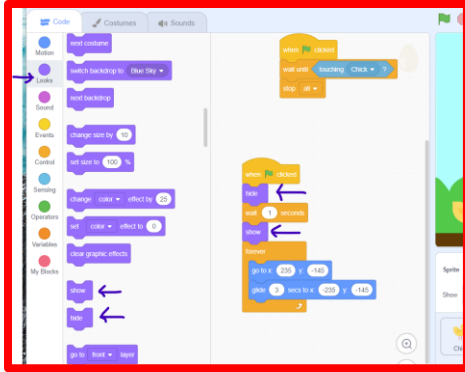 Code Costumes Sounds
Motion
Looks
Sound
Events
Control
Sensing
Operators
Variables
My Blocks
next costume
switch backdrop to Blue Sky
next backdrop
change size by 10
set size to 100 %
change color effect by 25
set color effect to 0
clear graphic effects
show
hide
go to front layer
when clicked
wait until touching Chick ?
stop all
when clicked
hide
wait 1 seconds
show
forever
go to x: 235 y: -145
glide 3 secs to x: -235 y: -145
Sprite
Show
Chi